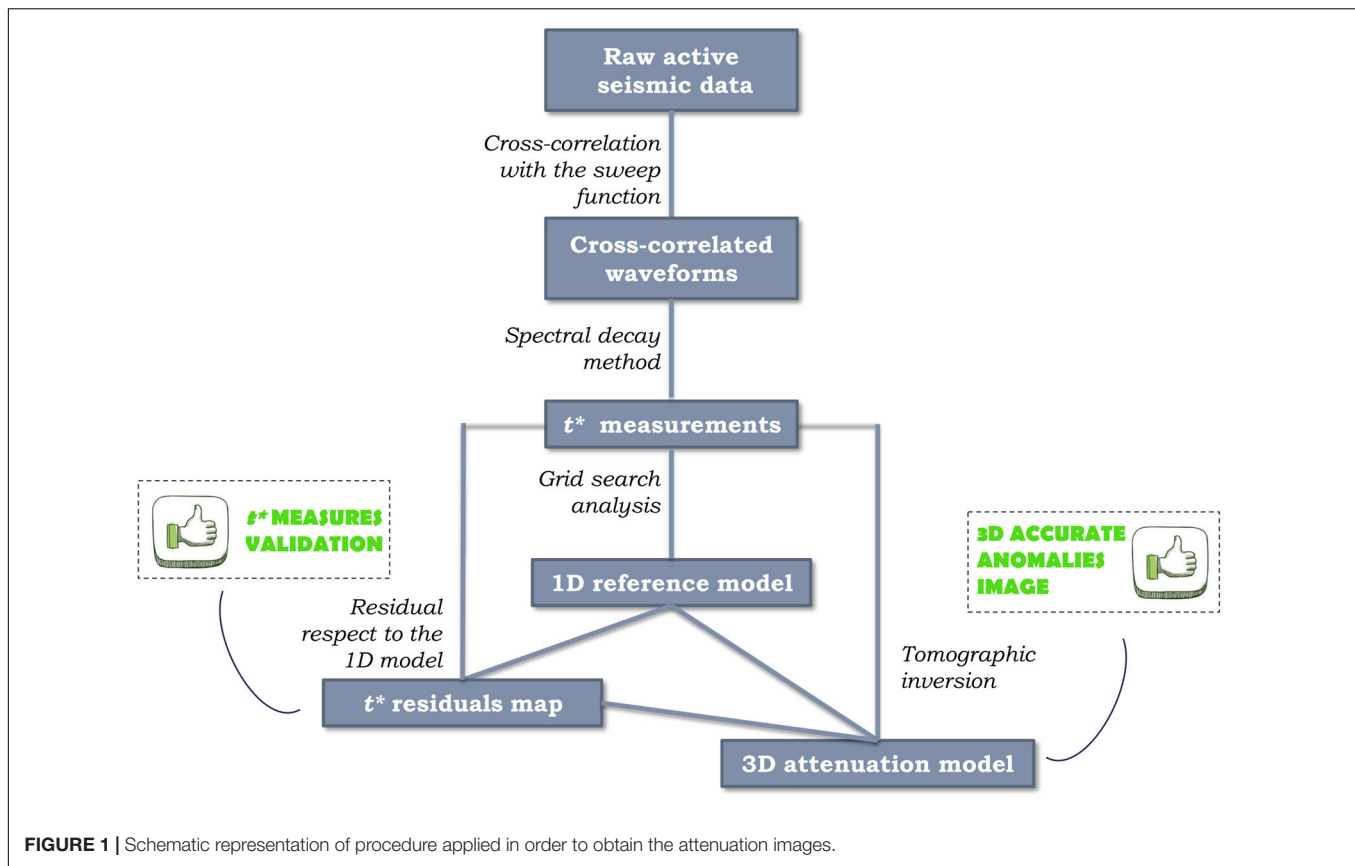 Raw active
seismic data
Cross-correlation
with the sweep
function
Cross-correlated
waveforms
Spectral decay
method
t* measurements
Grid search
analysis
t* MEASURES
VALIDATION
3D ACCURATE
ANOMALIES
IMAGE
1D reference model
Residual
respect to the
1D model
Tomographic
inversion
t* residuals map
3D attenuation model
FIGURE 1 | Schematic representation of procedure applied in order to obtain the attenuation images.